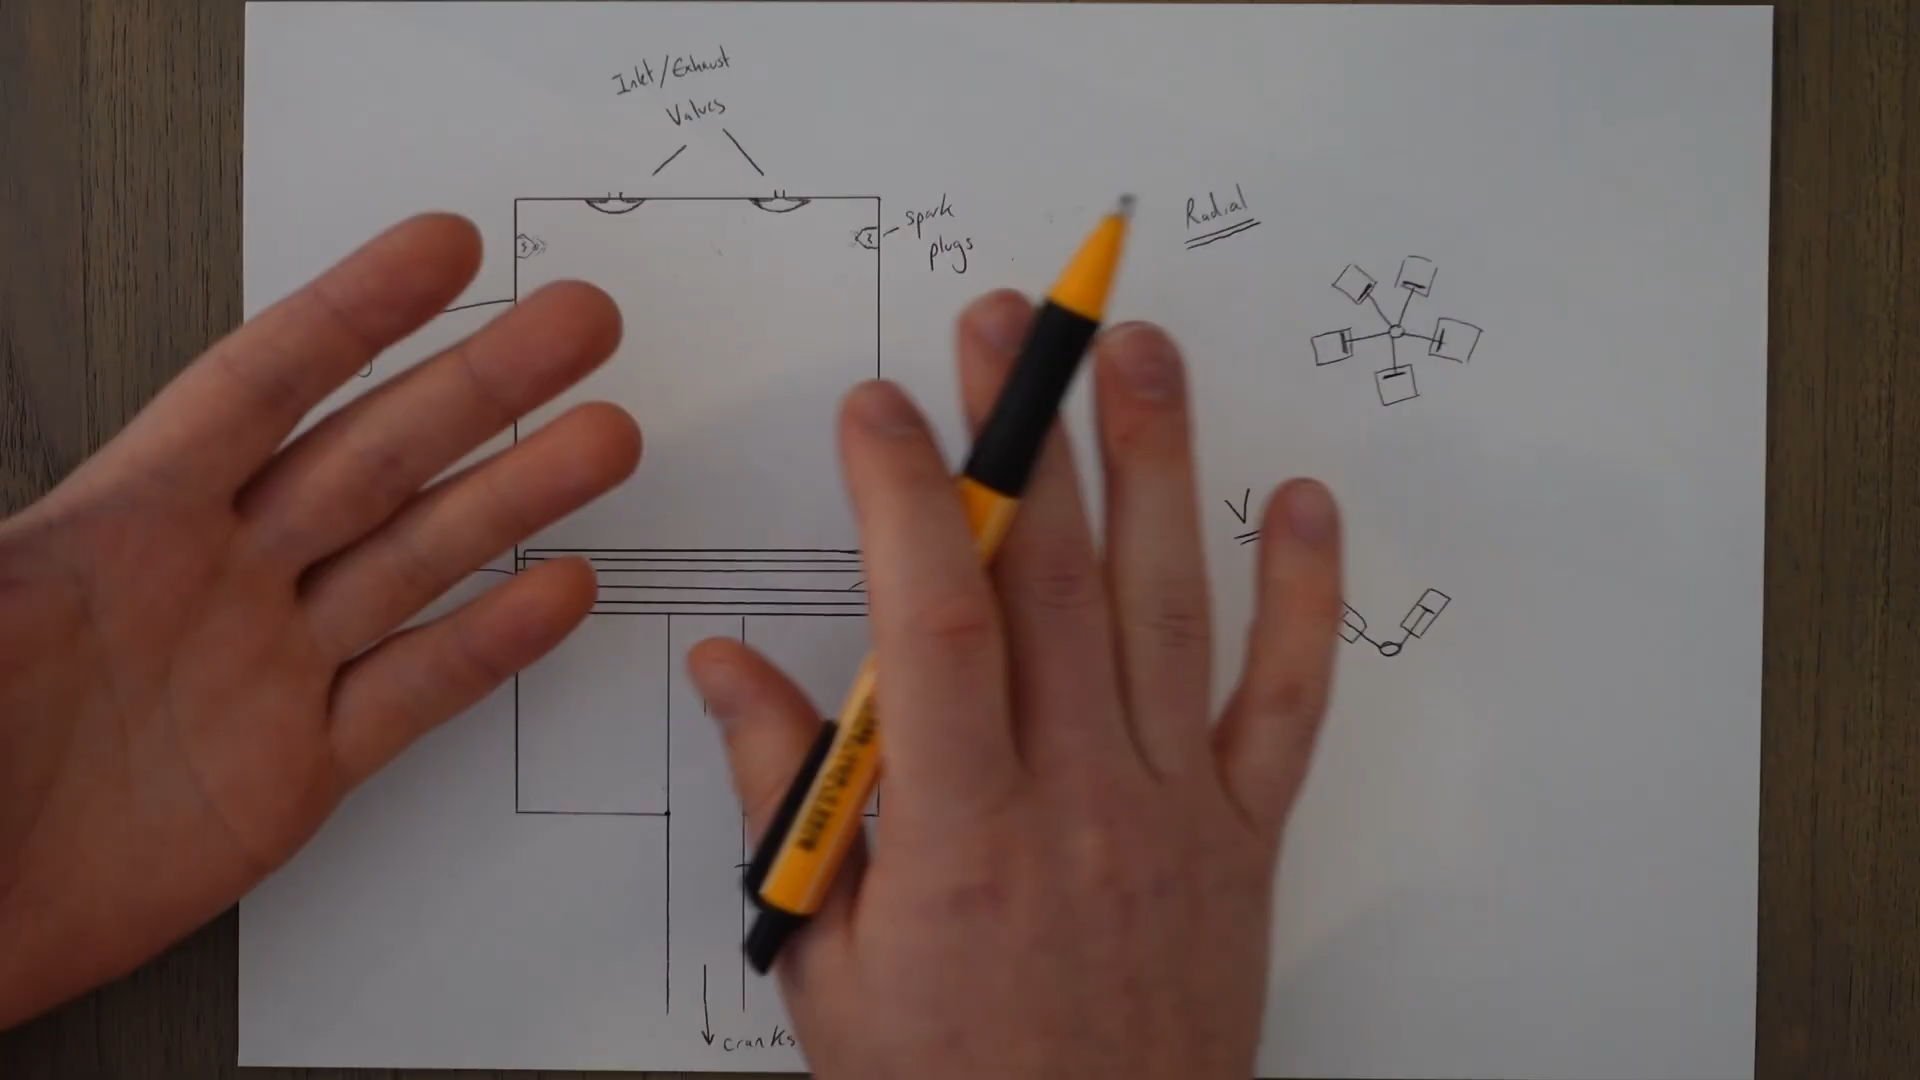 Inlet/Exhaust
Valves
spark
plugs
Radial
V
cranks